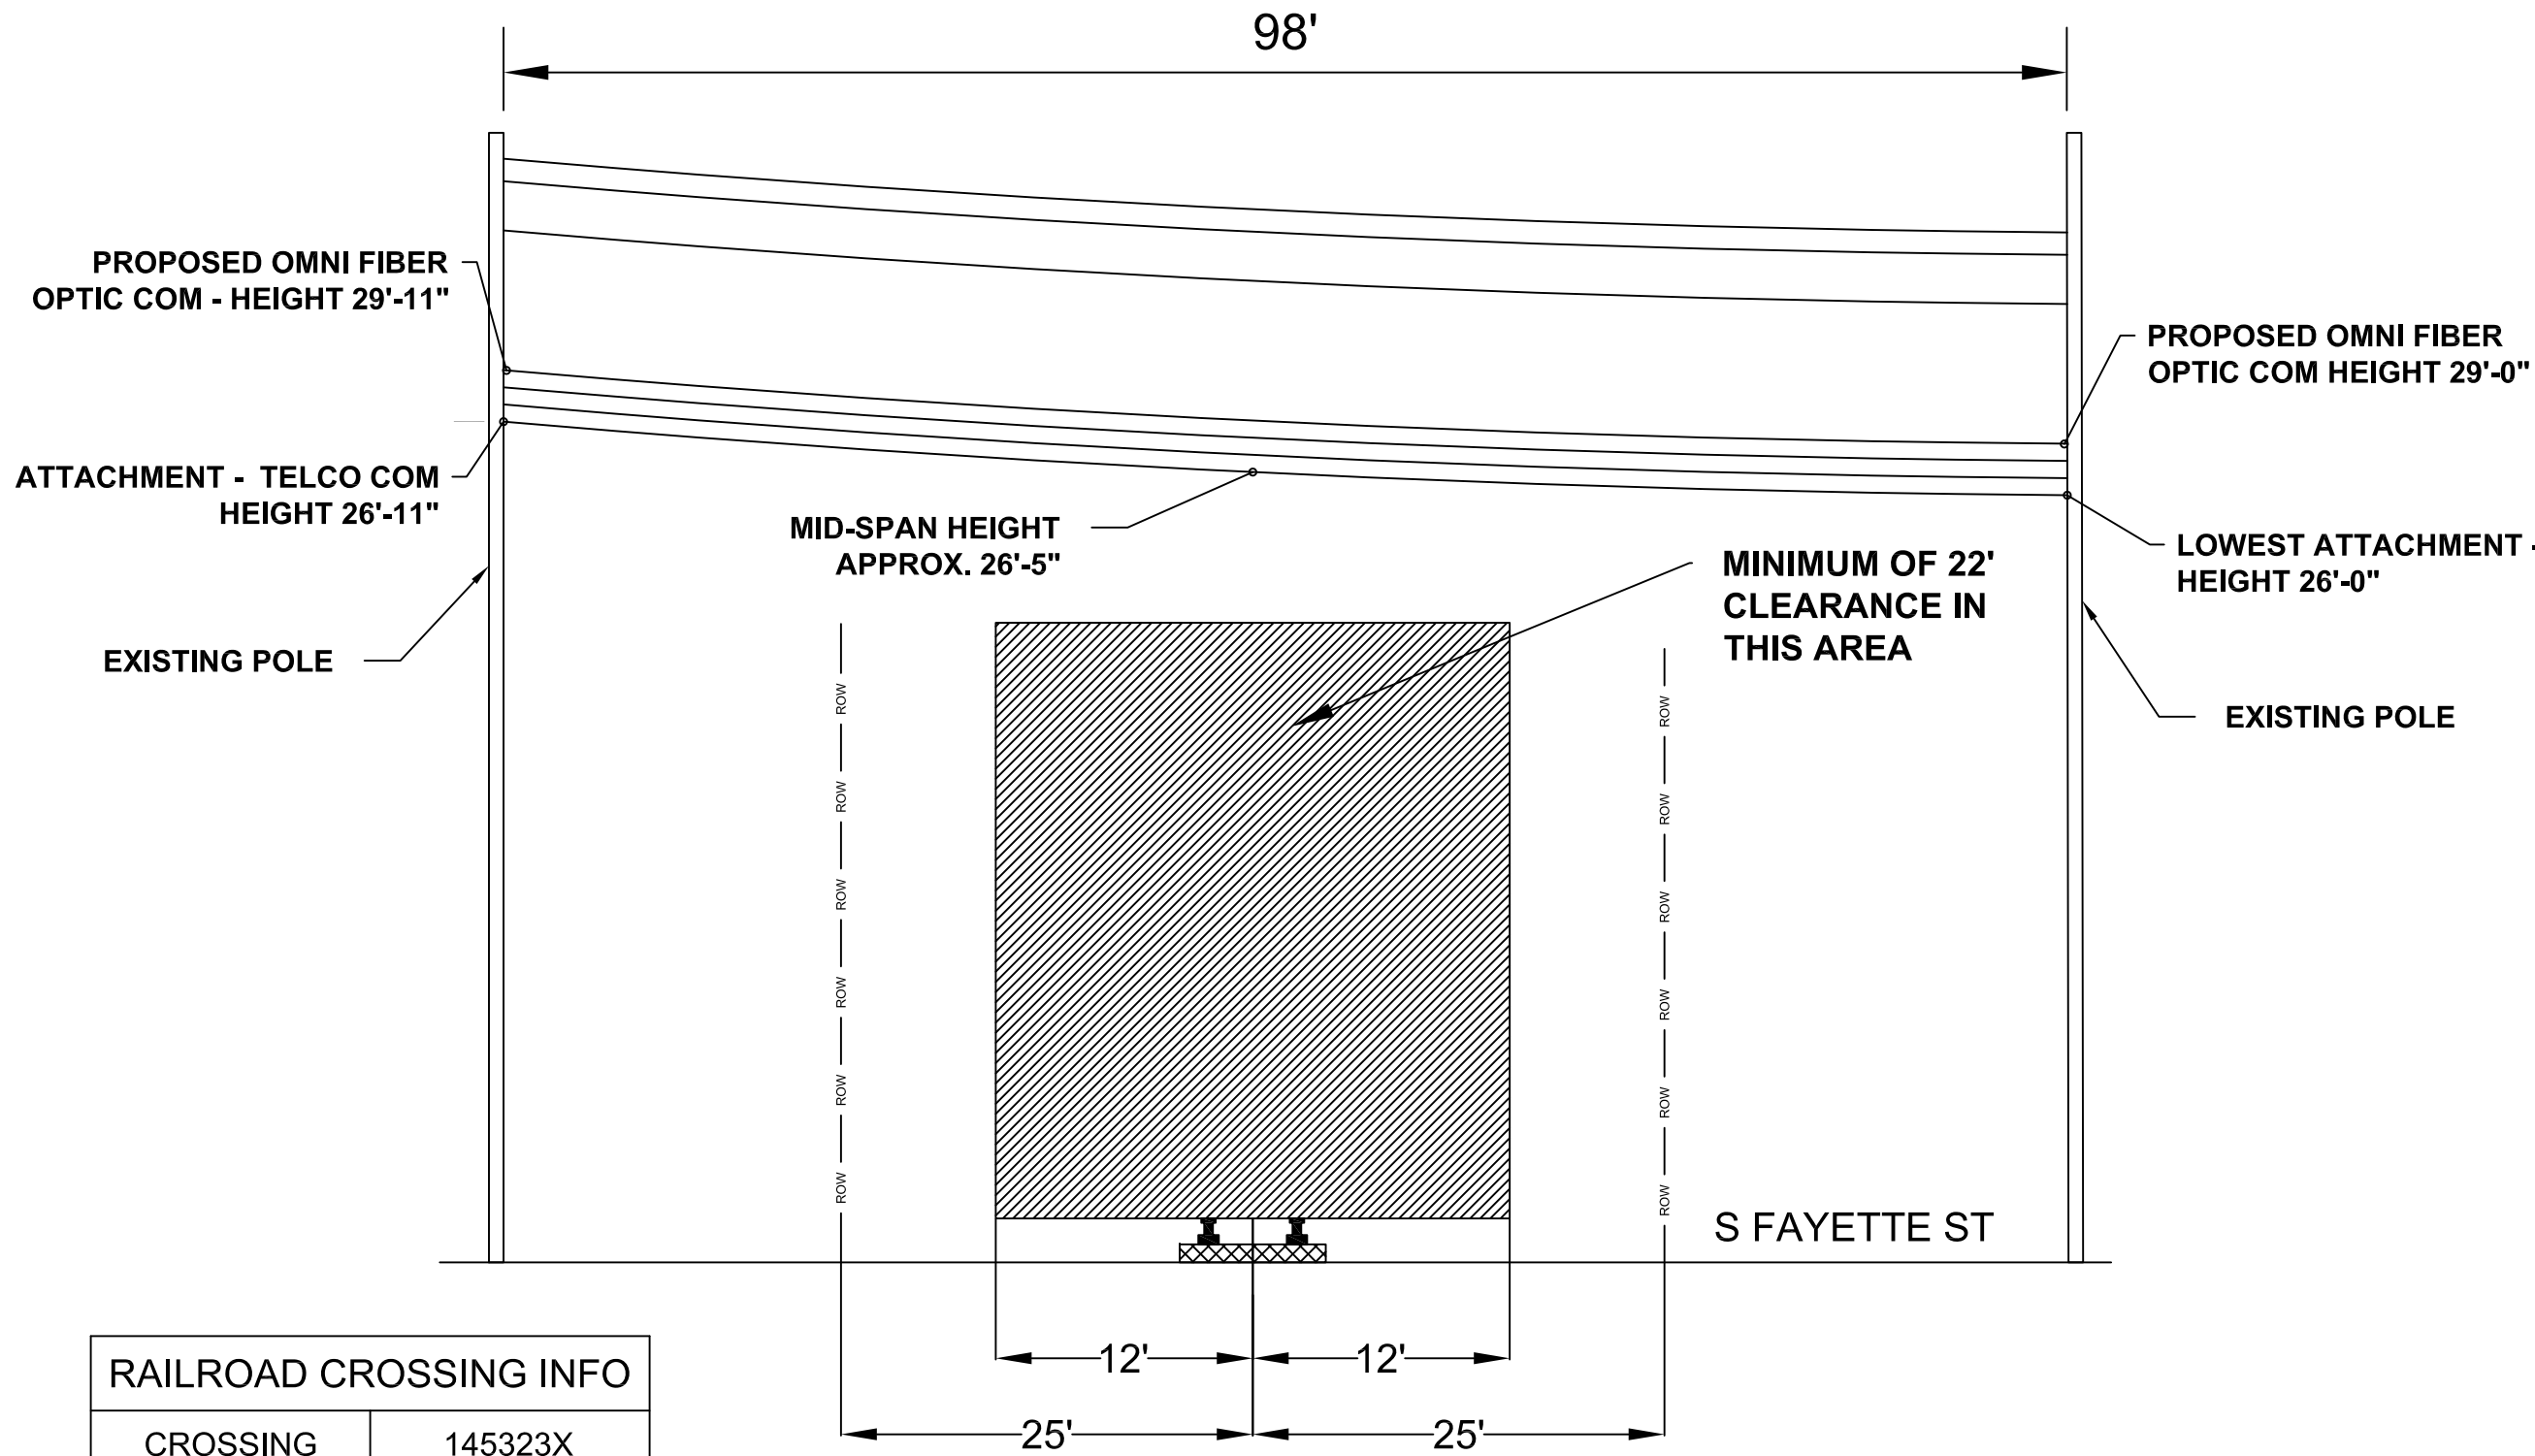 98'
PROPOSED OMNI FIBER
OPTIC COM - HEIGHT 29'-11"
PROPOSED OMNI FIBER
OPTIC COM HEIGHT 29'-0"
ATTACHMENT - TELCO COM
HEIGHT 26'-11"
MID-SPAN HEIGHT
APPROX. 26'-5"
MINIMUM OF 22'
CLEARANCE IN
THIS AREA
LOWEST ATTACHMENT -
HEIGHT 26'-0"
EXISTING POLE
EXISTING POLE
ROW
ROW
ROW
ROW
ROW
ROW
ROW
ROW
ROW
ROW
ROW
ROW
S FAYETTE ST
12'
12'
25'
25'
RAILROAD CROSSING INFO
CROSSING 145323X